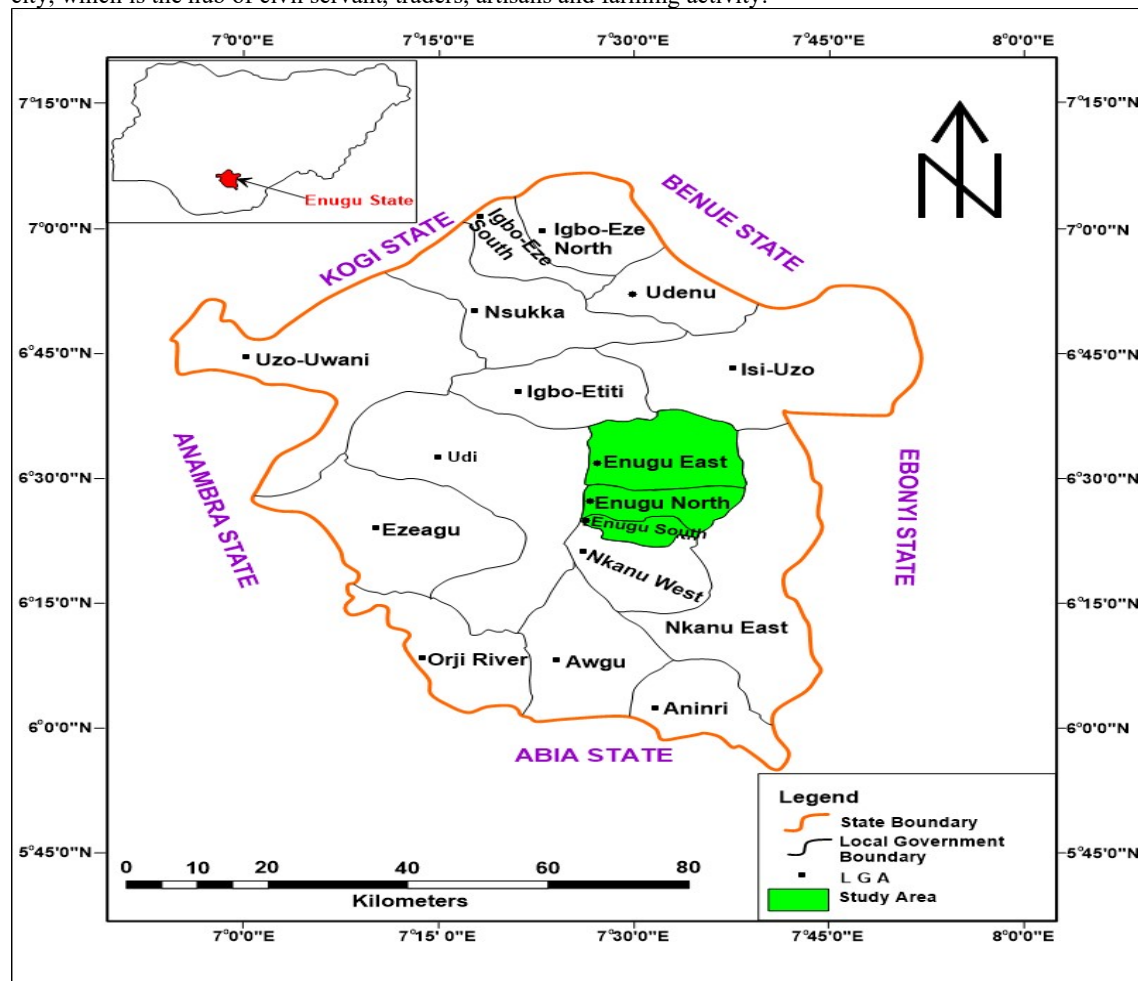 city, which is the hub of civil servant, traders, artisans and farming activity.
7°0'0"E 7°15'0"E 7°30'0"E 7°45'0"E 8°0'0"E
7°15'0"N 7°15'0"N
N
Enugu State
BENUE STATE
KOGI STATE
7°0'0"N 7°0'0"N
Igbo-Eze
South
Igbo-Eze
North
Udenu
Nsukka
6°45'0"N 6°45'0"N
Uzo-Uwani
Isi-Uzo
Igbo-Etiti
ANAMBRA STATE
EBONYI STATE
Udi
Enugu East
6°30'0"N 6°30'0"N
Enugu North
Ezeagu
Enugu South
Nkanu West
6°15'0"N 6°15'0"N
Nkanu East
Orji River
Awgu
Aninri
6°0'0"N 6°0'0"N
ABIA STATE
Legend
State Boundary
Local Government
Boundary
L G A
Study Area
5°45'0"N 5°45'0"N
0 10 20 40 60 80
Kilometers
7°0'0"E 7°15'0"E 7°30'0"E 7°45'0"E 8°0'0"E